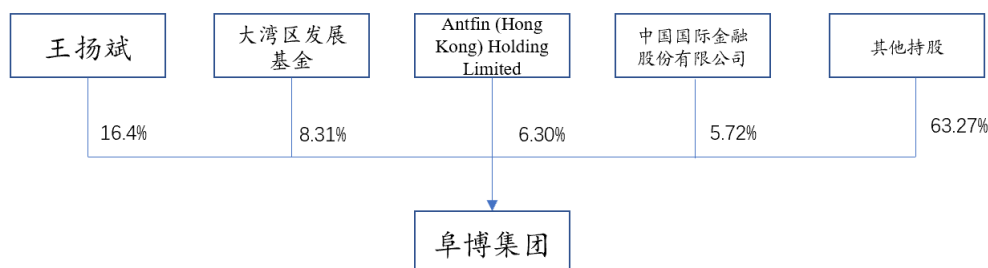 王扬斌
大湾区发展
基金
Antfin (Hong
Kong) Holding
Limited
中国国际金融
股份有限公司
其他持股
16.4%
8.31%
6.30%
5.72%
63.27%
阜博集团